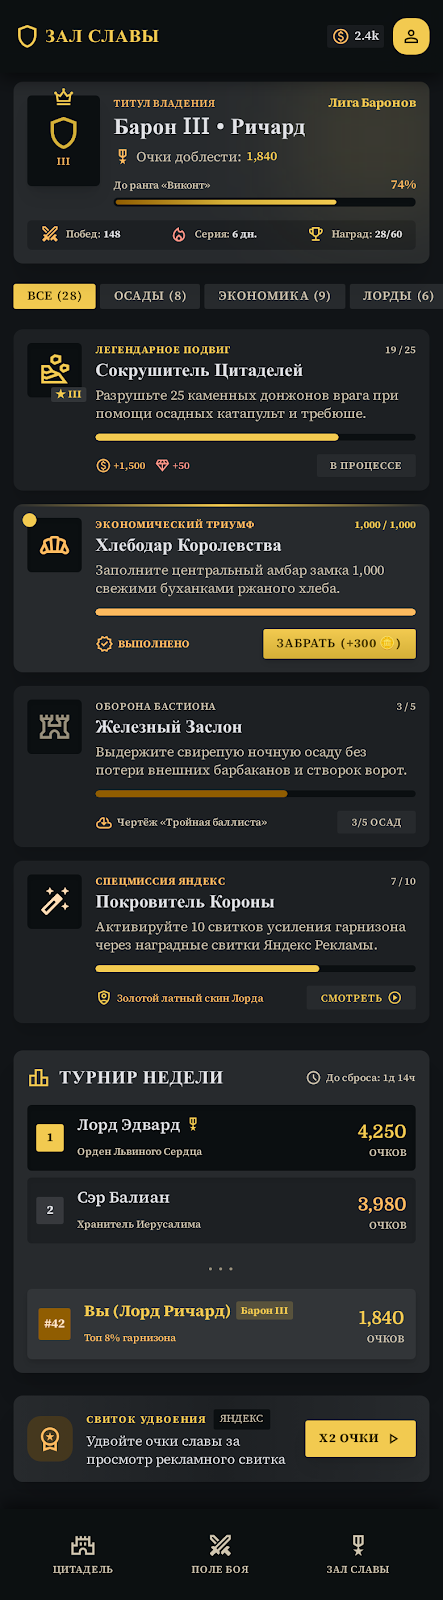 ЗАЛ СЛАВЫ
2.4k
ТИТУЛ ВЛАДЕНИЯ
Лига Баронов
Барон III • Ричард
III
Очки доблести: 1,840
До ранга «Виконт»
74%
Побед: 148
Серия: 6 дн.
Наград: 28/60
ВСЕ (28)
ОСАДЫ (8)
ЭКОНОМИКА (9)
ЛОРДЫ (6)
ЛЕГЕНДАРНОЕ ПОДВИГ
19 / 25
Сокрушитель Цитаделей
★ III
Разрушьте 25 каменных донжонов врага при
помощи осадных катапульт и требюше.
+1,500
+50
В ПРОЦЕССЕ
ЭКОНОМИЧЕСКИЙ ТРИУМФ
1,000 / 1,000
Хлебодар Королевства
Заполните центральный амбар замка 1,000
свежими буханками ржаного хлеба.
ВЫПОЛНЕНО
ЗАБРАТЬ (+300 🪙)
ОБОРОНА БАСТИОНА
3 / 5
Железный Заслон
Выдержите свирепую ночную осаду без
потери внешних барбаканов и створок ворот.
Чертёж «Тройная баллиста»
3/5 ОСАД
СПЕЦМИССИЯ ЯНДЕКС
7 / 10
Покровитель Короны
Активируйте 10 свитков усиления гарнизона
через наградные свитки Яндекс Рекламы.
Золотой латный скин Лорда
СМОТРЕТЬ
ТУРНИР НЕДЕЛИ
До сброса: 1д 14ч
1
Лорд Эдвард
Орден Львиного Сердца
4,250
ОЧКОВ
2
Сэр Балиан
Хранитель Иерусалима
3,980
ОЧКОВ
• • •
#42
Вы (Лорд Ричард)
Барон III
Топ 8% гарнизона
1,840
ОЧКОВ
СВИТОК УДВОЕНИЯ
ЯНДЕКС
Удвойте очки славы за
просмотр рекламного свитка
X2 ОЧКИ
ЦИТАДЕЛЬ
ПОЛЕ БОЯ
ЗАЛ СЛАВЫ